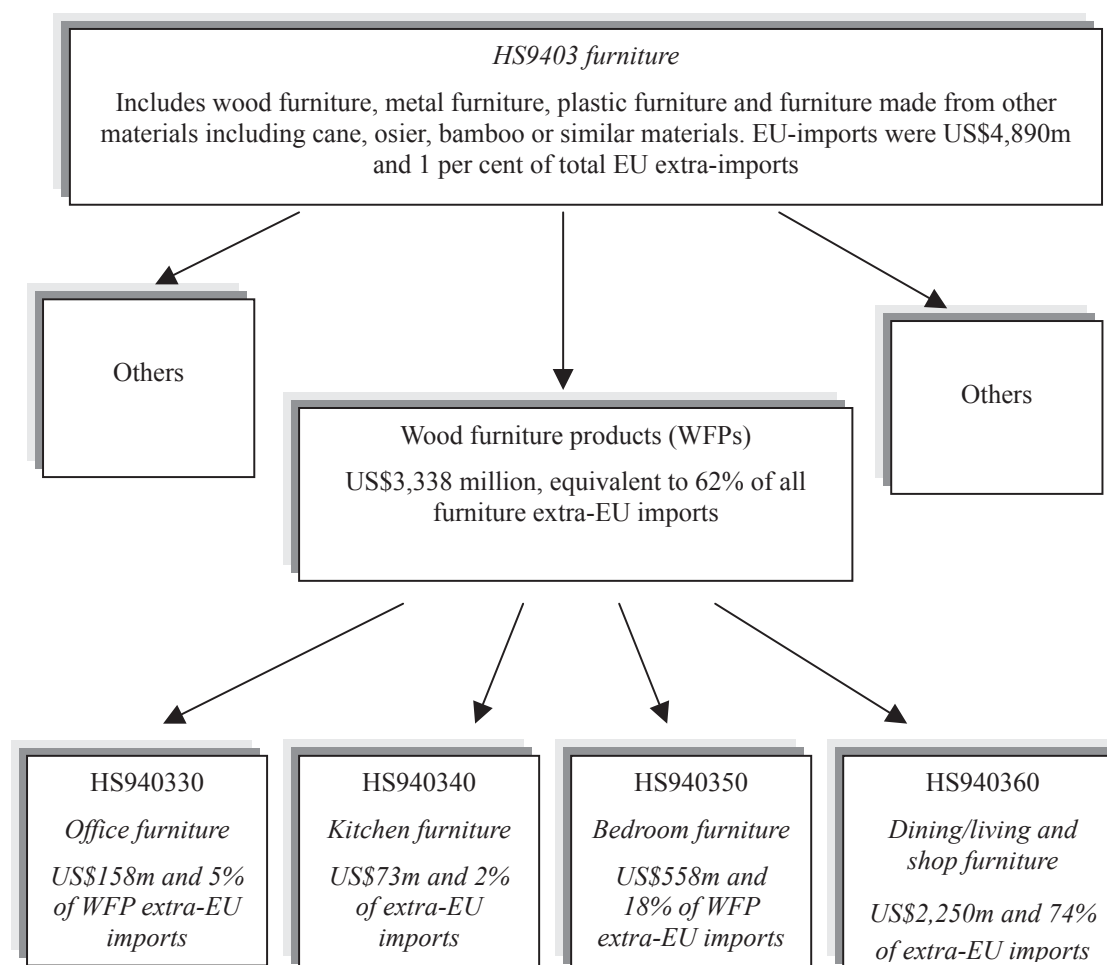 HS9403 furniture
Includes wood furniture, metal furniture, plastic furniture and furniture made from other
materials including cane, osier, bamboo or similar materials. EU-imports were US$4,890m
and 1 per cent of total EU extra-imports
Others
Others
Wood furniture products (WFPs)
US$3,338 million, equivalent to 62% of all
furniture extra-EU imports
HS940330
Office furniture
US$158m and 5%
of WFP extra-EU
imports
HS940340
Kitchen furniture
US$73m and 2%
of extra-EU
imports
HS940350
Bedroom furniture
US$558m and
18% of WFP
extra-EU imports
HS940360
Dining/living and
shop furniture
US$2,250m and 74%
of extra-EU imports